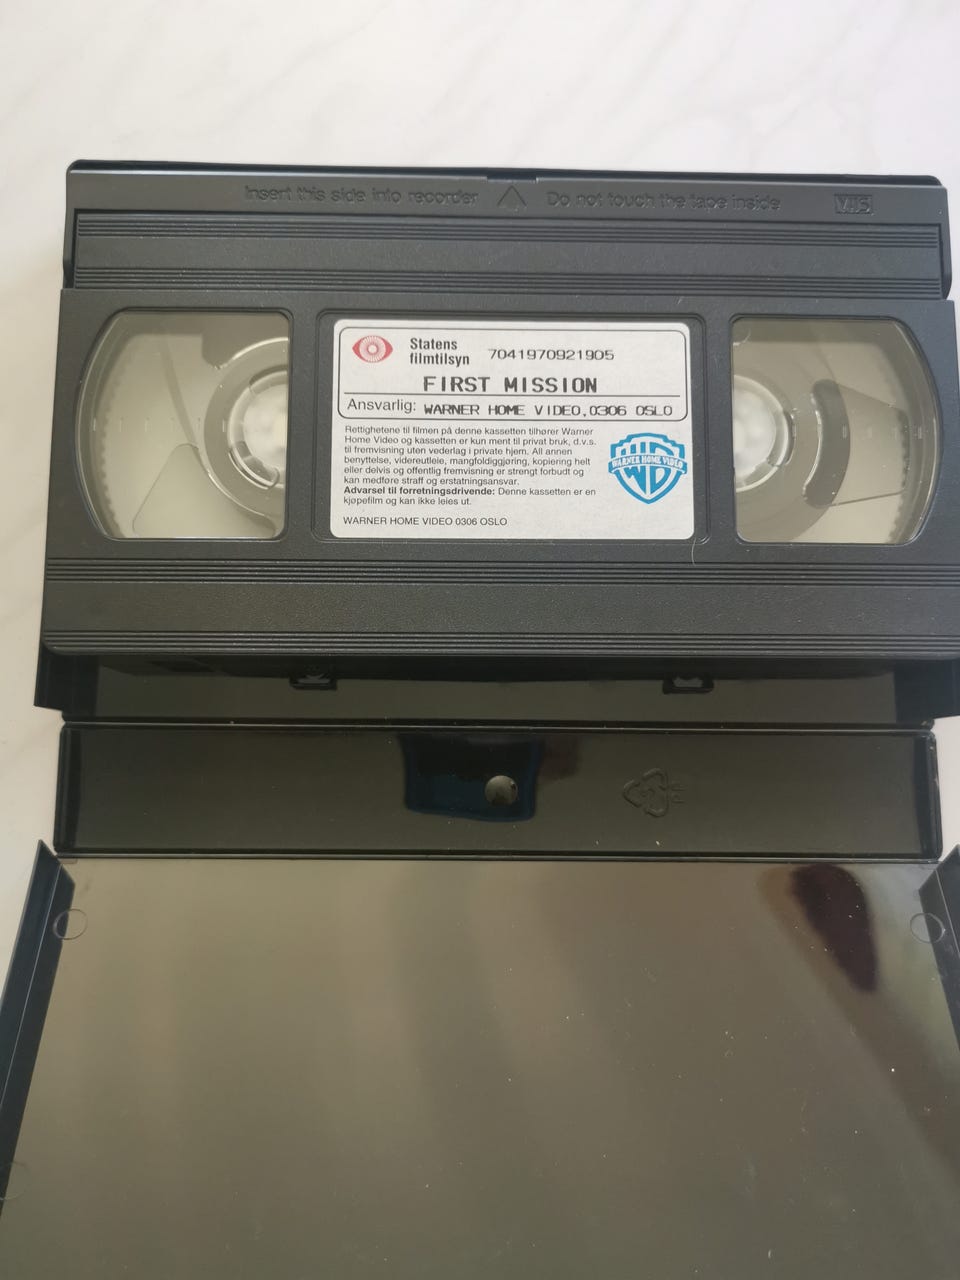 Insert this side into recorder Do not touch the tape inside VHS
Statens
filmtilsyn 7041970921905
FIRST MISSION
Ansvarlig: WARNER HOME VIDEO,0306 OSLO
Rettighetene til filmen på denne kassetten tilhører Warner
Home Video og kassetten er kun ment til privat bruk, d.v.s.
til fremvisning uten vederlag i private hjem. All annen
benyttelse, videreutleie, mangfoldiggjøring, kopiering helt
eller delvis og offentlig fremvisning er strengt forbudt og
kan medføre straff og erstatningsansvar.
Advarsel til forretningsdrivende: Denne kassetten er en
kjøpefilm og kan ikke leies ut.
WARNER HOME VIDEO 0306 OSLO
WB
WARNER HOME VIDEO